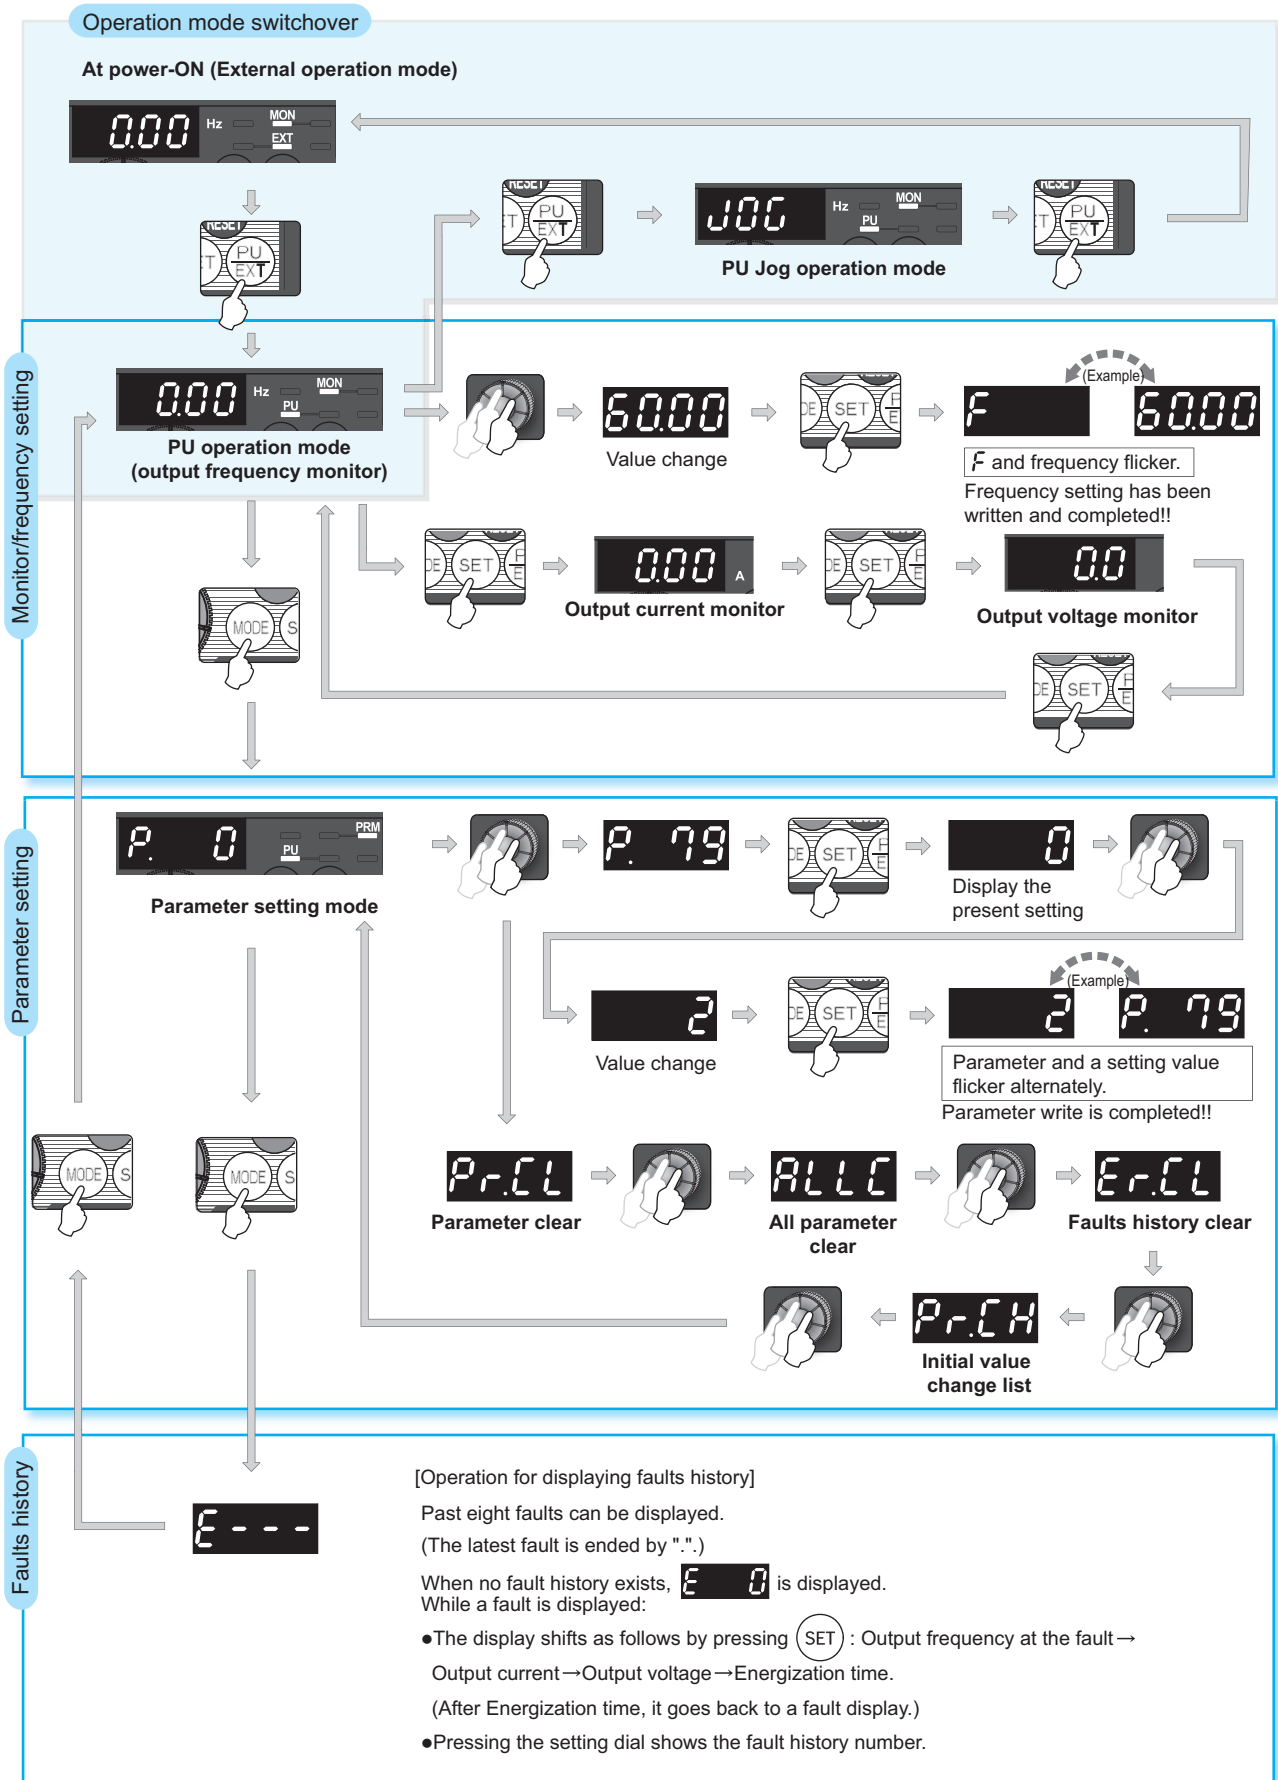 Operation mode switchover
At power-ON (External operation mode)
0.00 Hz MON
EXT
RESET
PU
EXT
RESET
PU
EXT
JOG Hz MON
PU
RESET
PU
EXT
PU Jog operation mode
Monitor/frequency setting
0.00 Hz MON
PU
PU operation mode
(output frequency monitor)
60.00
Value change
SET
(Example)
F 60.00
F and frequency flicker.
Frequency setting has been
written and completed!!
SET
0.00 A
Output current monitor
SET
0.0
Output voltage monitor
MODE
SET
Parameter setting
P. 0 PRM
PU
Parameter setting mode
P. 79
SET
0
Display the
present setting
2
Value change
SET
(Example)
2 P. 79
Parameter and a setting value
flicker alternately.
Parameter write is completed!!
MODE
MODE
Pr.CL
Parameter clear
ALLC
All parameter
clear
Er.CL
Faults history clear
Pr.CH
Initial value
change list
Faults history
E---
[Operation for displaying faults history]
Past eight faults can be displayed.
(The latest fault is ended by ".".)
When no fault history exists, E 0 is displayed.
While a fault is displayed:
●The display shifts as follows by pressing SET : Output frequency at the fault→
Output current→Output voltage→Energization time.
(After Energization time, it goes back to a fault display.)
●Pressing the setting dial shows the fault history number.